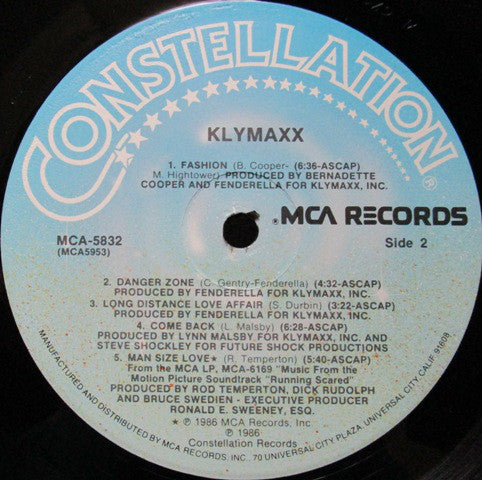 CONSTELLATION®
KLYMAXX
1. FASHION (B. Cooper- (6:36-ASCAP)
M. Hightower) PRODUCED BY BERNADETTE
COOPER AND FENDERELLA FOR KLYMAXX, INC.
®MCA RECORDS
MCA-5832
(MCA5953)
Side 2
2. DANGER ZONE (C. Gentry-Fenderella) (4:32-ASCAP)
PRODUCED BY FENDERELLA FOR KLYMAXX, INC.
3. LONG DISTANCE LOVE AFFAIR (S. Durbin) (3:22-ASCAP)
PRODUCED BY FENDERELLA FOR KLYMAXX, INC.
4. COME BACK (L. Malsby) (6:28-ASCAP)
PRODUCED BY LYNN MALSBY FOR KLYMAXX, INC. AND
STEVE SHOCKLEY FOR FUTURE SHOCK PRODUCTIONS
5. MAN SIZE LOVE★ (R. Temperton) (5:40-ASCAP)
From the MCA LP, MCA-6169 "Music From the
Motion Picture Soundtrack "Running Scared"
PRODUCED BY ROD TEMPERTON, DICK RUDOLPH
AND BRUCE SWEDIEN - EXECUTIVE PRODUCER
RONALD E. SWEENEY, ESQ.
★ ℗ 1986 MCA Records, Inc
℗ 1986
Constellation Records
MANUFACTURED AND DISTRIBUTED BY MCA RECORDS, INC., 70 UNIVERSAL CITY PLAZA, UNIVERSAL CITY, CALIF. 91608